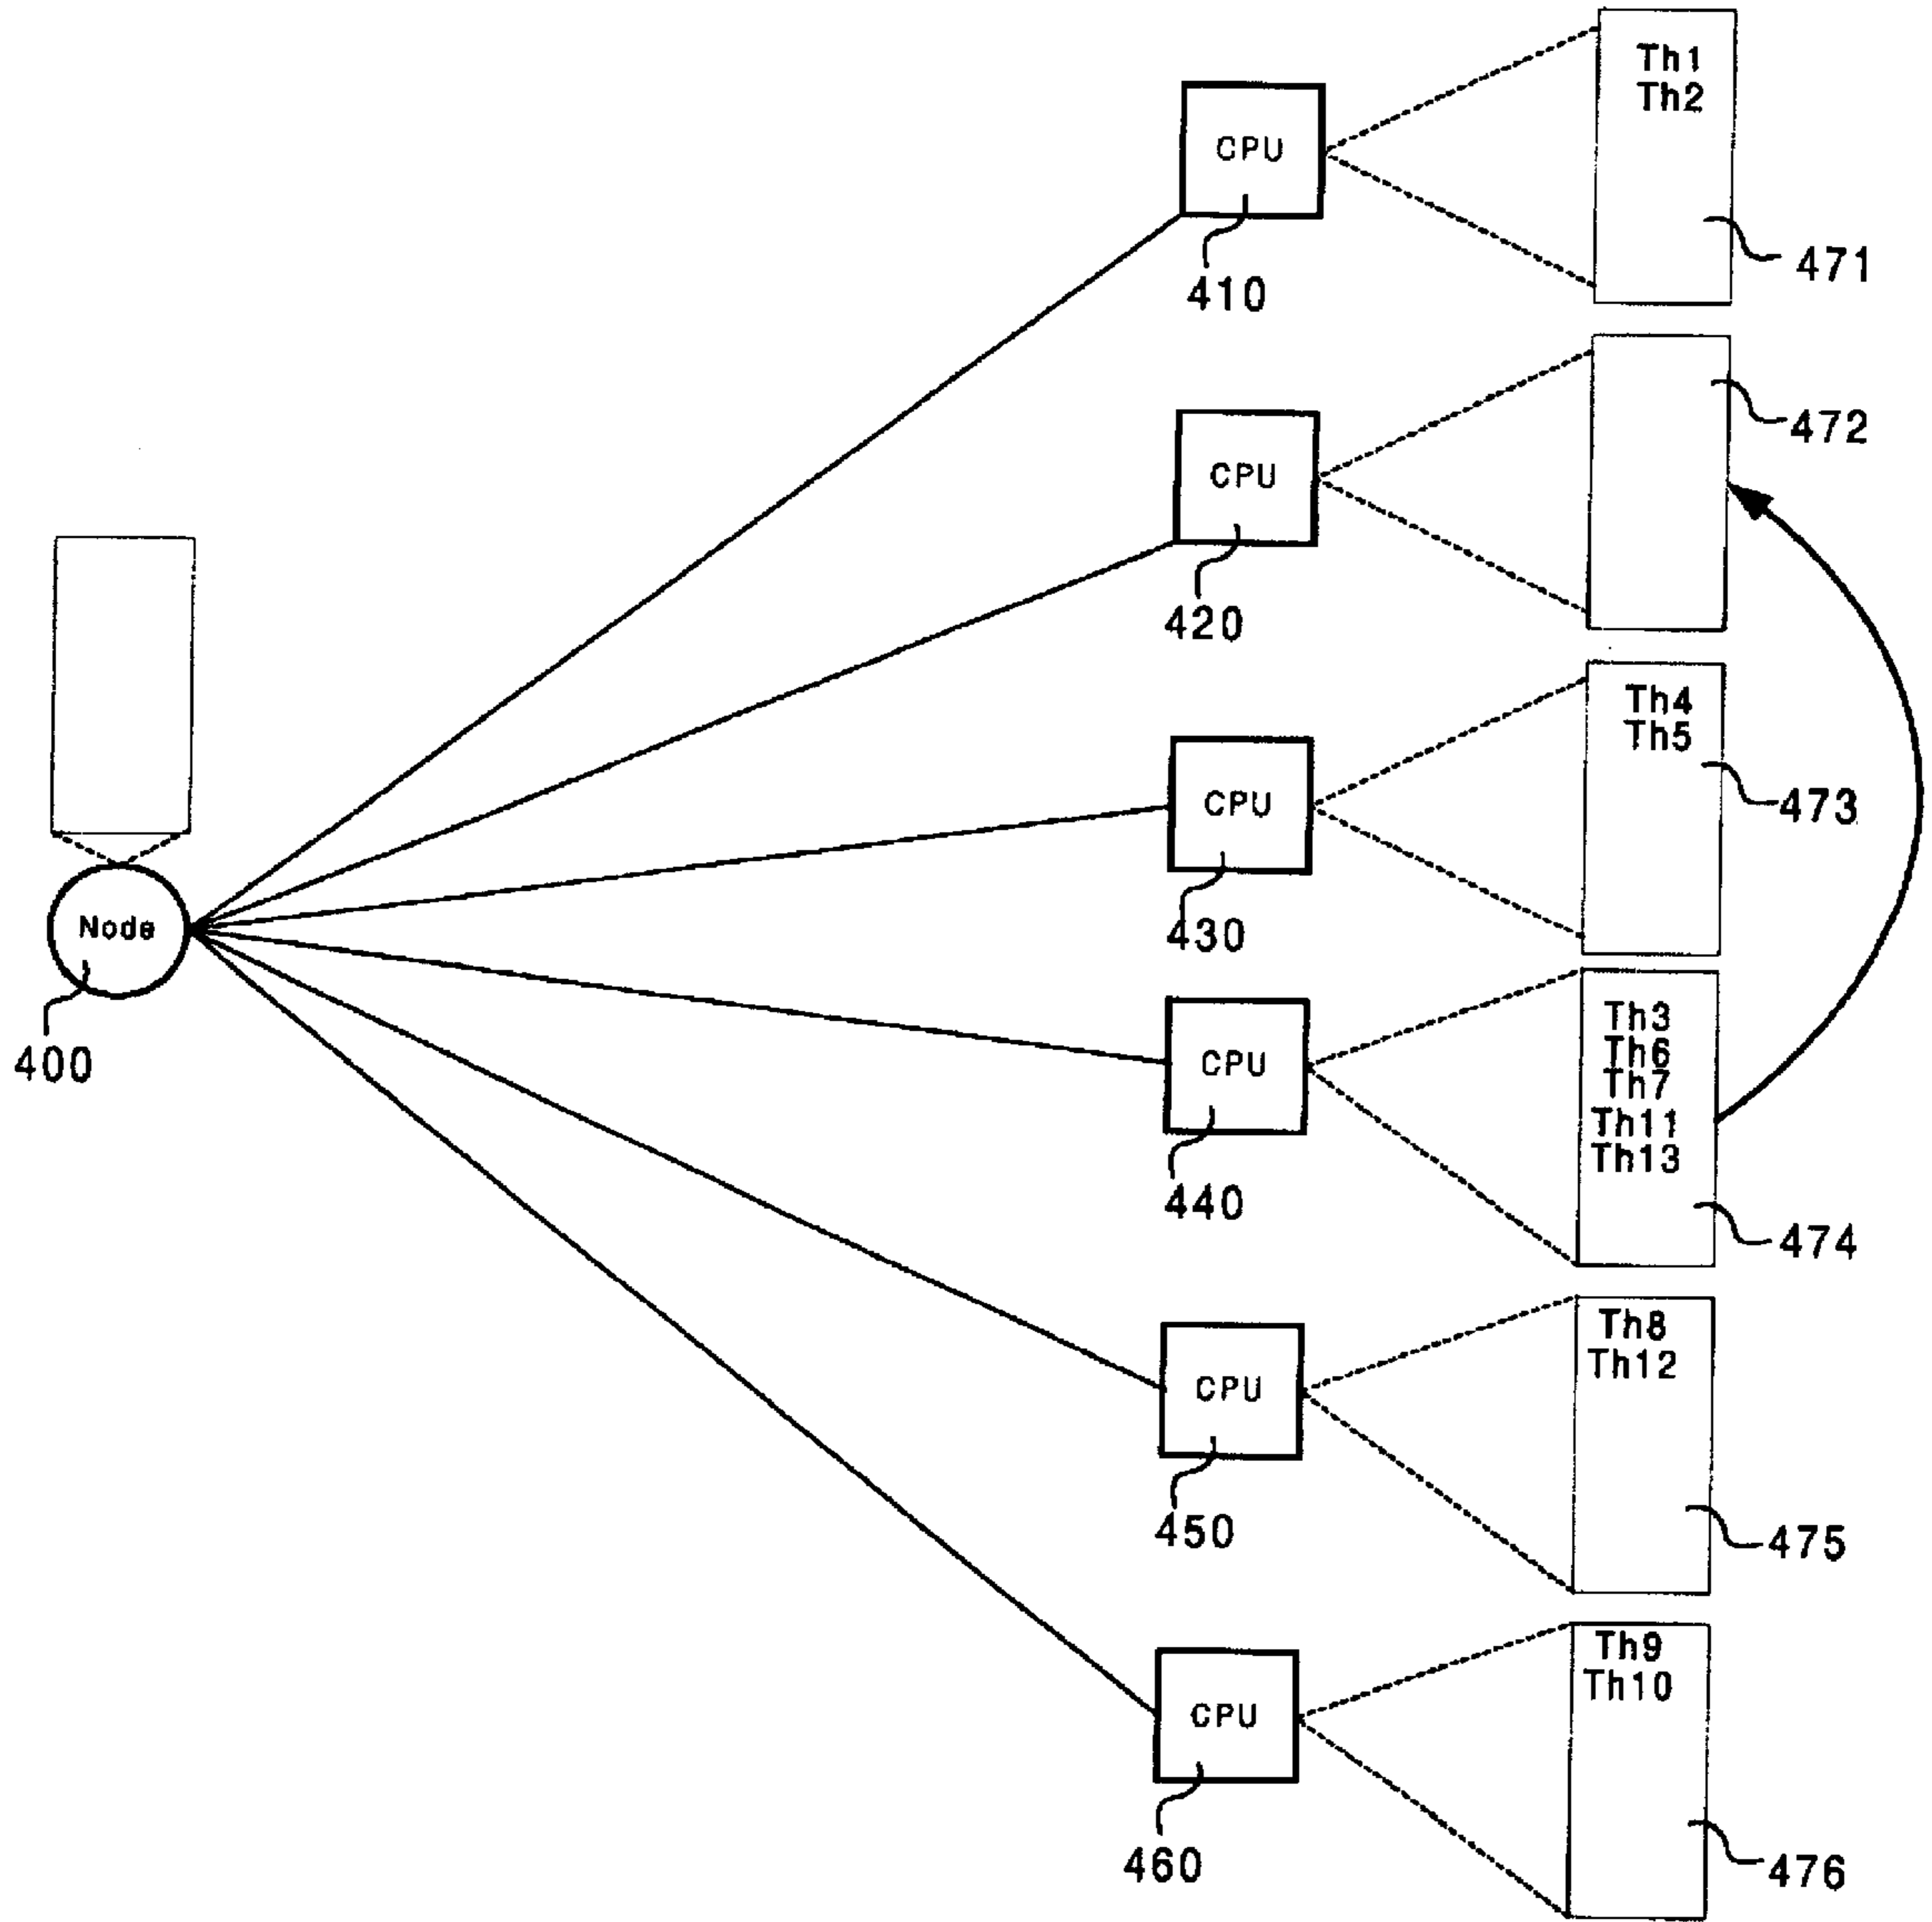 Th1
Th2
CPU
471
410
472
CPU
420
Th4
Th5
CPU
473
430
Node
400
Th3
Th6
Th7
Th11
Th13
CPU
440
474
Th8
Th12
CPU
450
475
Th9
Th10
CPU
460
476